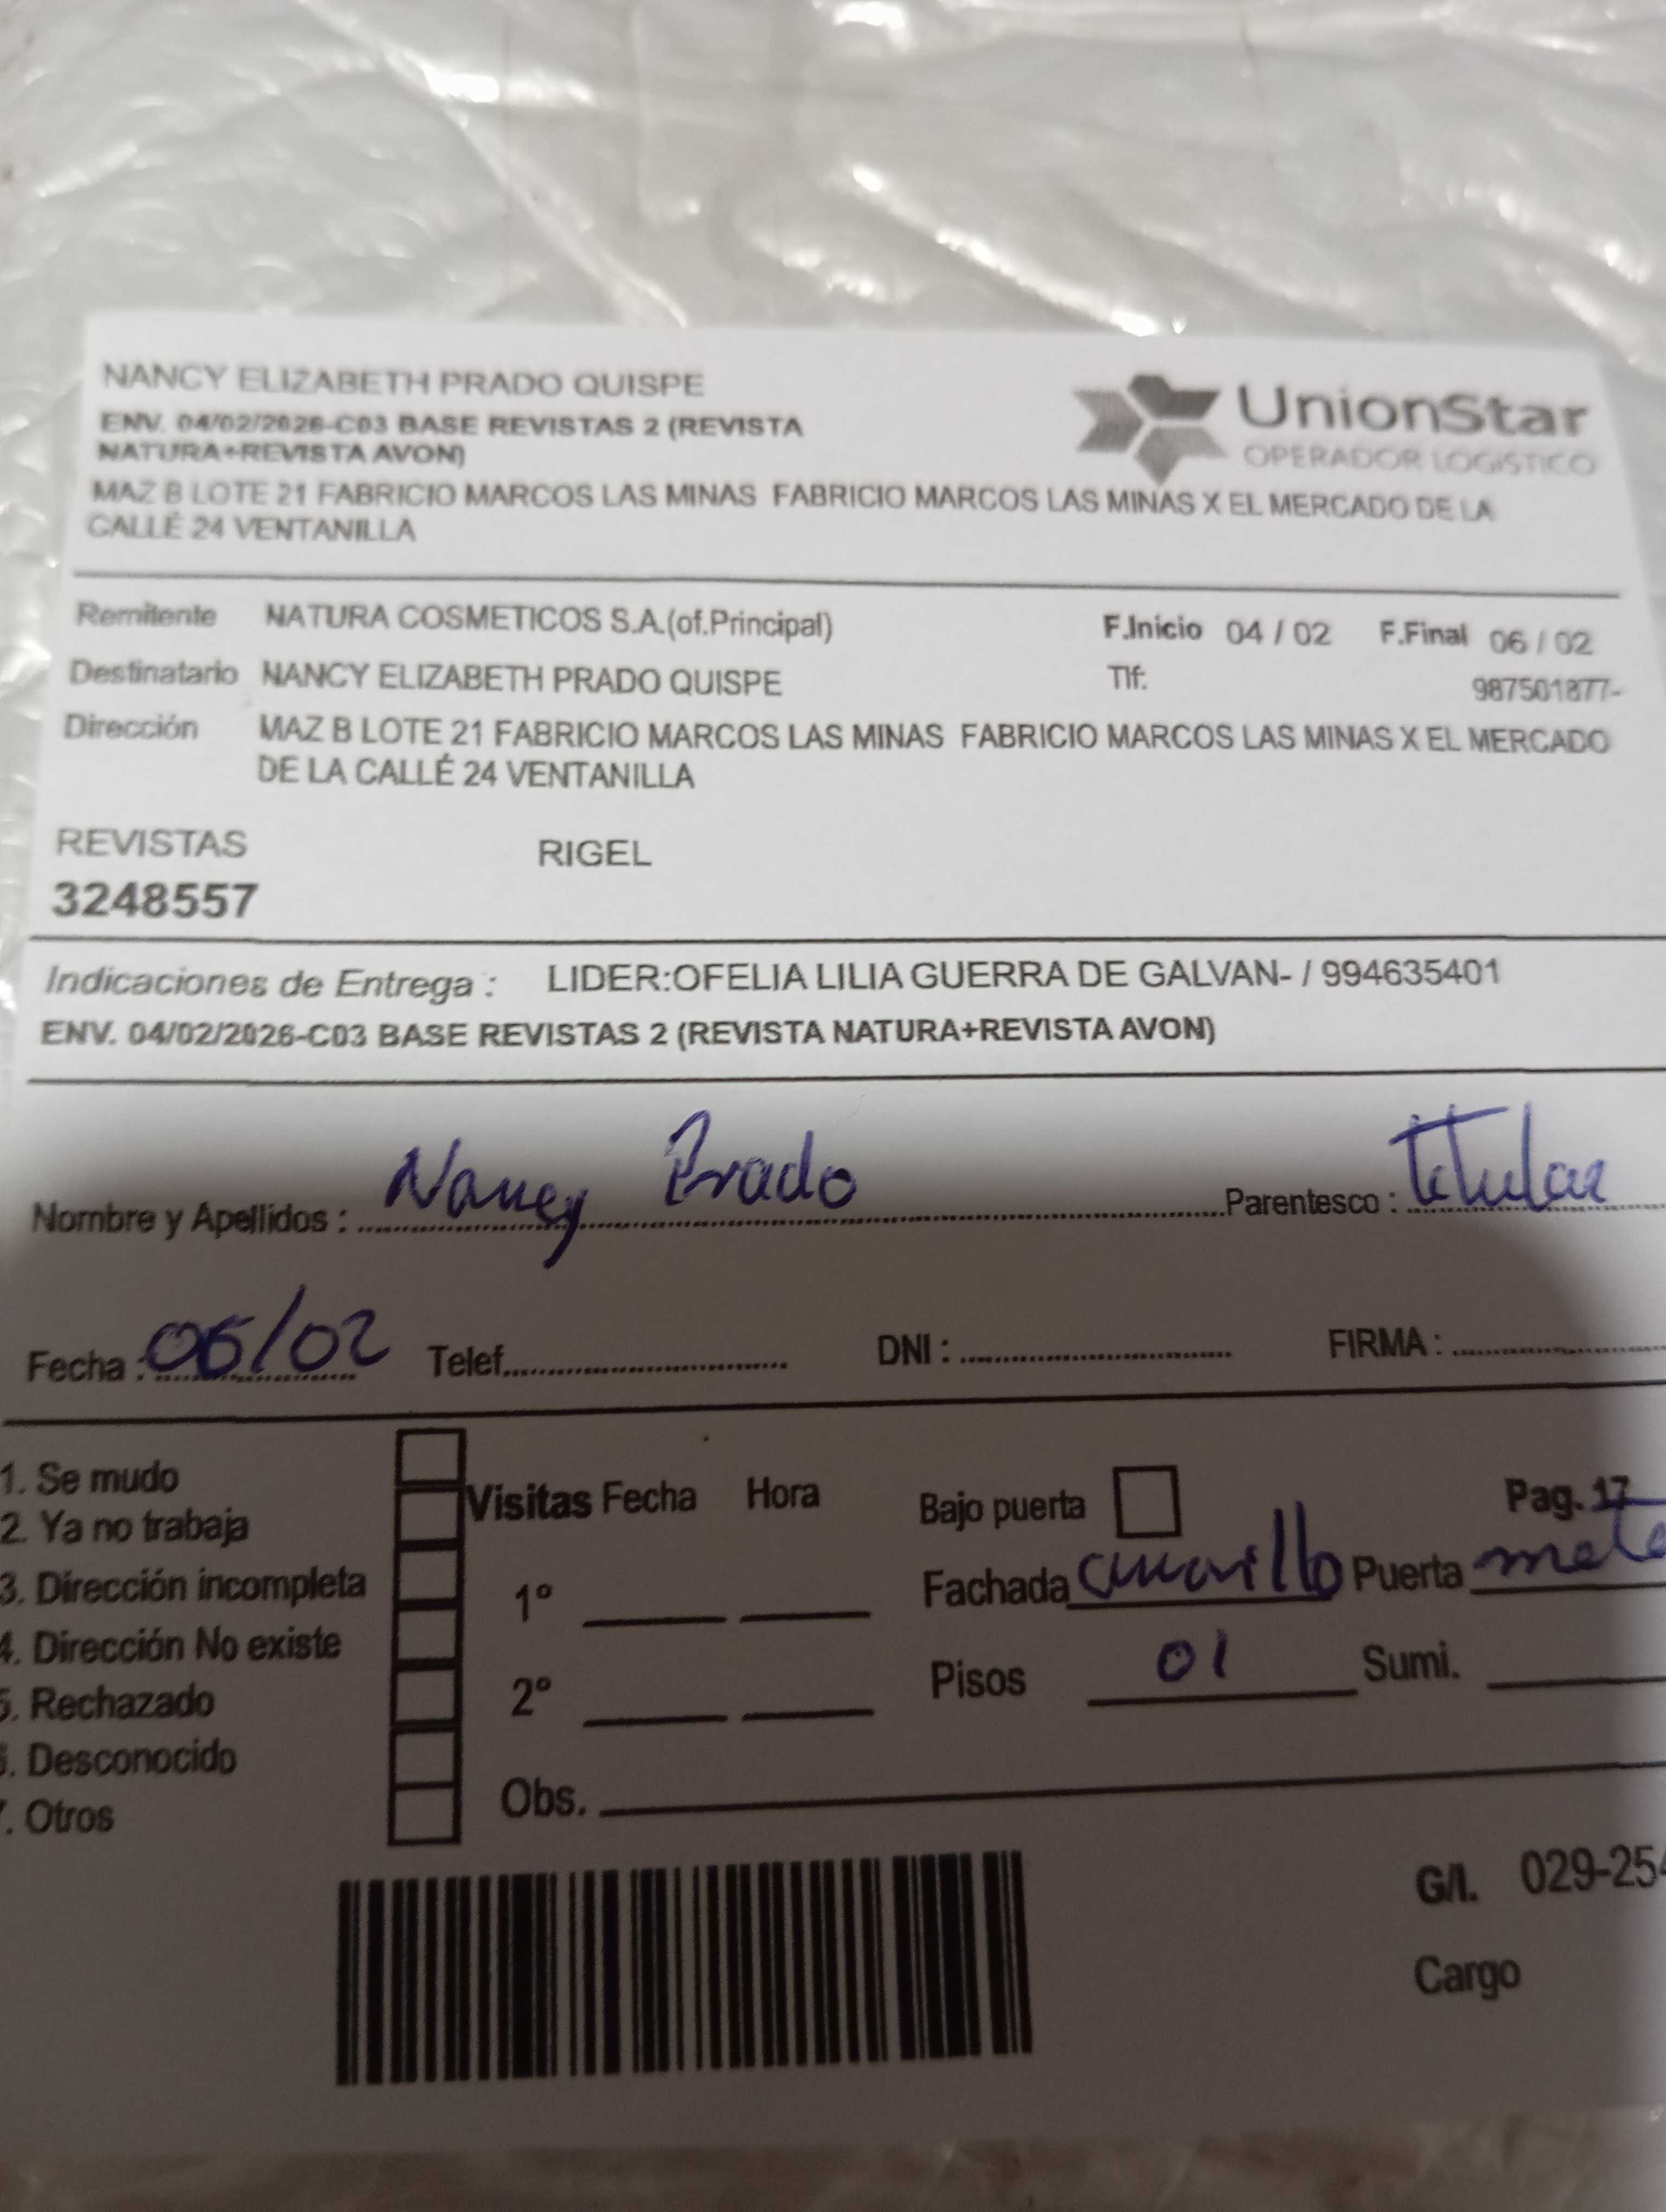 NANCY ELIZABETH PRADO QUISPE
ENV. 04/02/2026-C03 BASE REVISTAS 2 (REVISTA
NATURA+REVISTA AVON)
UnionStar
OPERADOR LOGISTICO
MAZ B LOTE 21 FABRICIO MARCOS LAS MINAS FABRICIO MARCOS LAS MINAS X EL MERCADO DE LA
CALLÉ 24 VENTANILLA
Remitente NATURA COSMETICOS S.A.(of.Principal) F.Inicio 04 / 02 F.Final 06 / 02
Destinatario NANCY ELIZABETH PRADO QUISPE Tlf: 987501877-
Dirección MAZ B LOTE 21 FABRICIO MARCOS LAS MINAS FABRICIO MARCOS LAS MINAS X EL MERCADO
DE LA CALLÉ 24 VENTANILLA
REVISTAS RIGEL
3248557
Indicaciones de Entrega : LIDER:OFELIA LILIA GUERRA DE GALVAN- / 994635401
ENV. 04/02/2026-C03 BASE REVISTAS 2 (REVISTA NATURA+REVISTA AVON)
Nombre y Apellidos : Nancy Prado Parentesco : titular
Fecha : 06/02 Telef. DNI : FIRMA :
1. Se mudo
2. Ya no trabaja
3. Dirección incompleta
4. Dirección No existe
5. Rechazado
6. Desconocido
7. Otros
Visitas Fecha Hora
1°
2°
Obs.
Bajo puerta Pag. 17
Fachada amarillo Puerta
Pisos 01 Sumi.
G/I. 029-254
Cargo